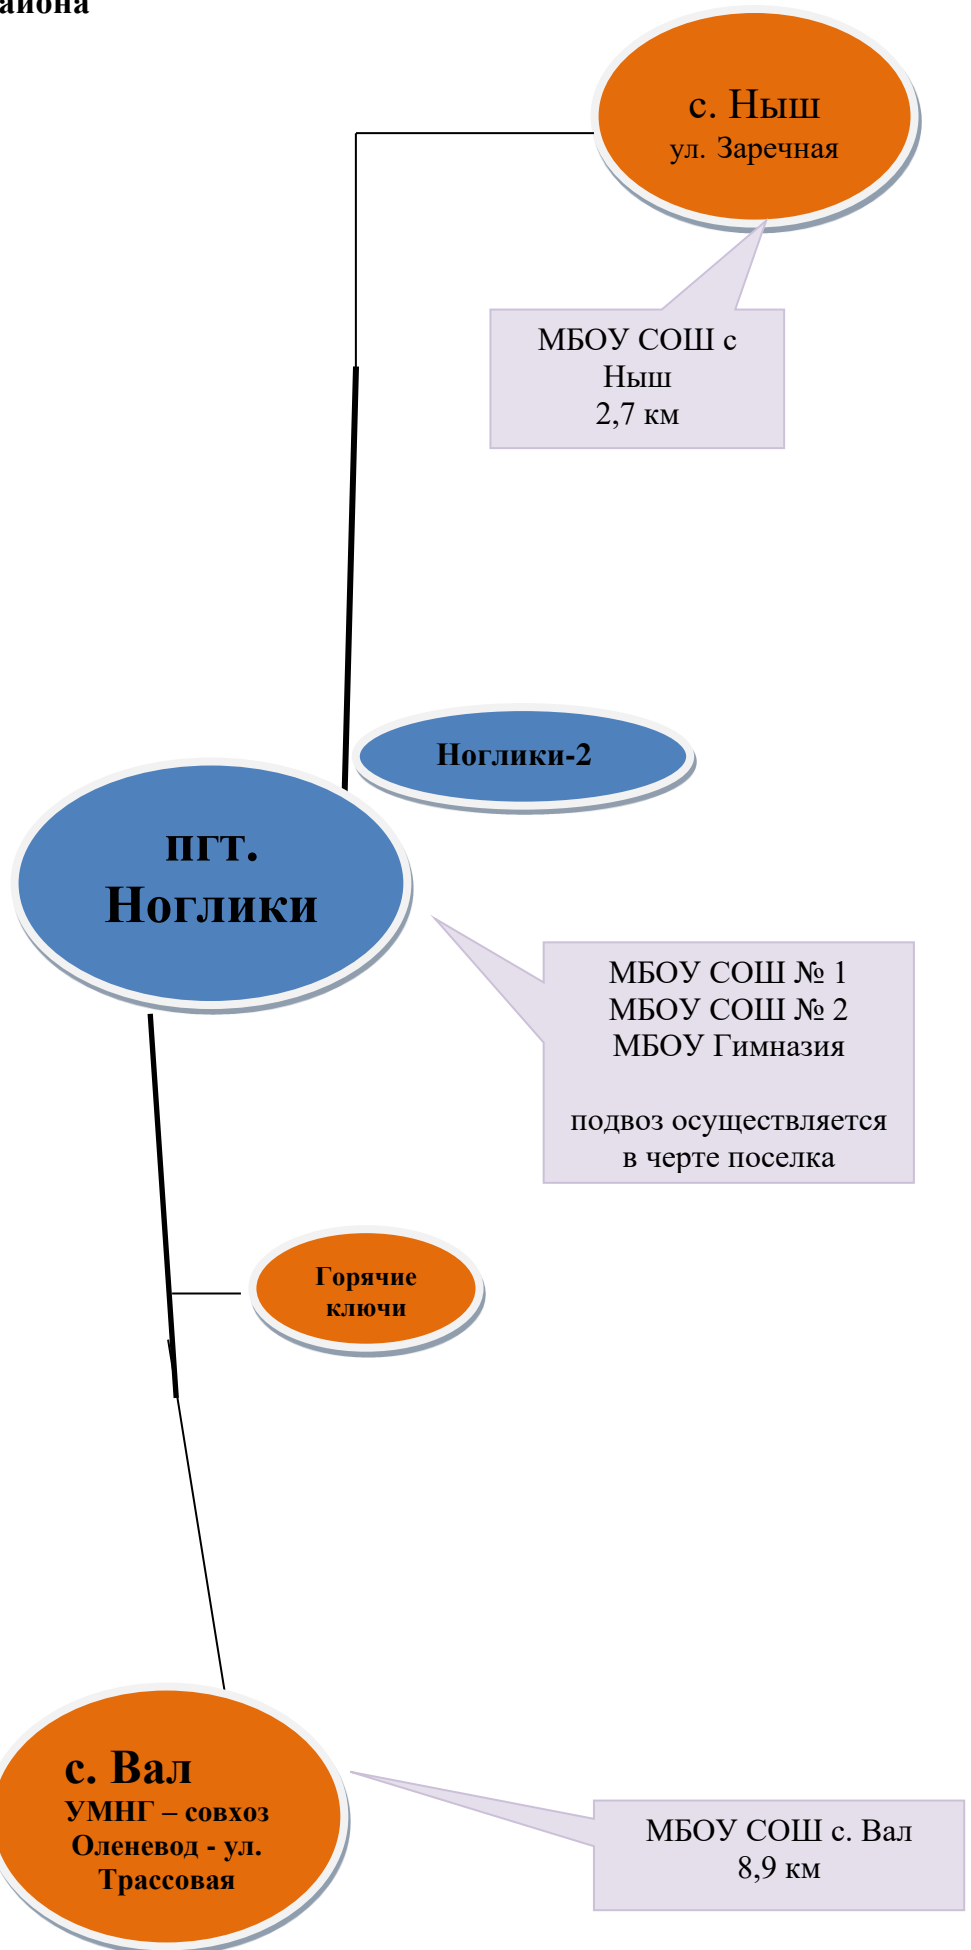 айона
с. Ныш
ул. Заречная
МБОУ СОШ с
Ныш
2,7 км
Ноглики-2
пгт.
Ноглики
МБОУ СОШ № 1
МБОУ СОШ № 2
МБОУ Гимназия
подвоз осуществляется
в черте поселка
Горячие
ключи
с. Вал
УМНГ – совхоз
Оленевод - ул.
Трассовая
МБОУ СОШ с. Вал
8,9 км